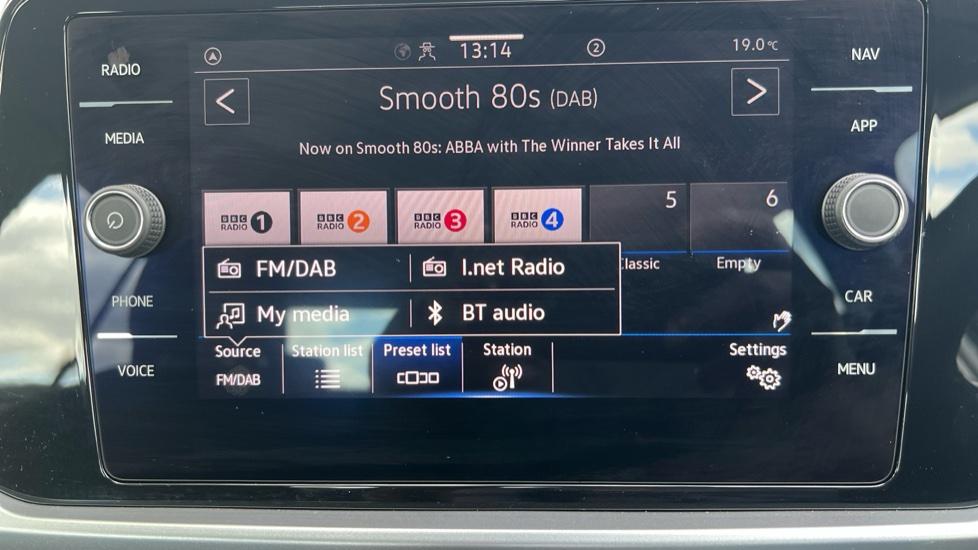 RADIO
MEDIA
PHONE
VOICE
13:14
2
19.0°C
Smooth 80s (DAB)
Now on Smooth 80s: ABBA with The Winner Takes It All
BBC RADIO 1
BBC RADIO 2
BBC RADIO 3
BBC RADIO 4
5
6
lassic
Empty
FM/DAB
I.net Radio
My media
BT audio
Source
Station list
Preset list
Station
Settings
FM/DAB
NAV
APP
CAR
MENU